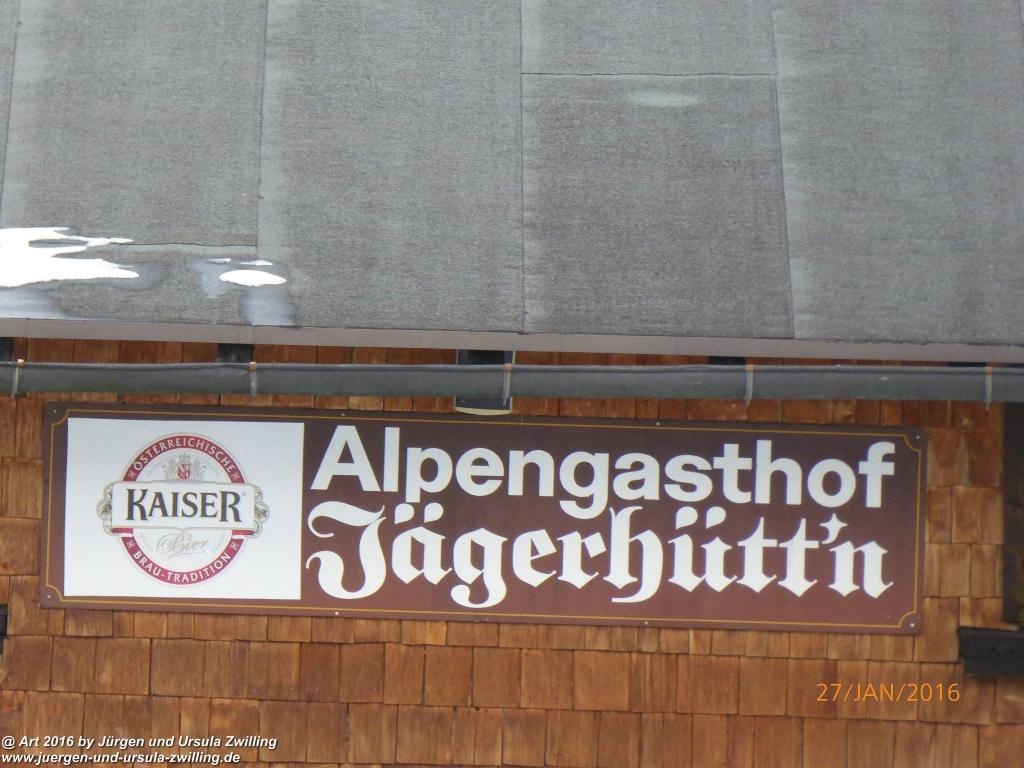 ÖSTERREICHISCHE
KAISER®
Bier
BRAU-TRADITION
Alpengasthof
Jägerhütt'n
27/JAN/2016
@ Art 2016 by Jürgen und Ursula Zwilling
www.juergen-und-ursula-zwilling.de